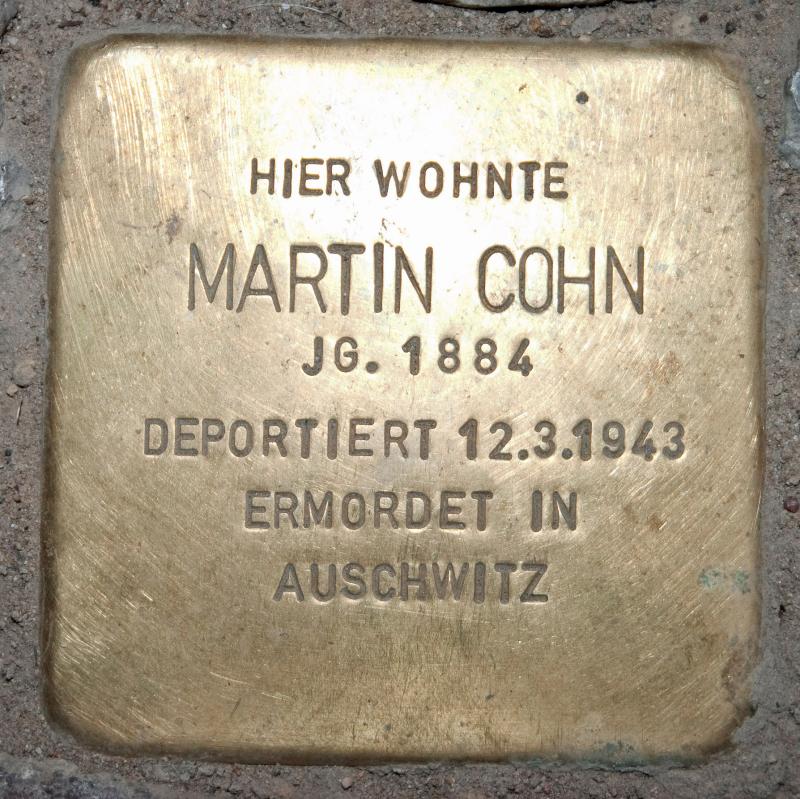 HIER WOHNTE
MARTIN COHN
JG. 1884
DEPORTIERT 12.3.1943
ERMORDET IN
AUSCHWITZ